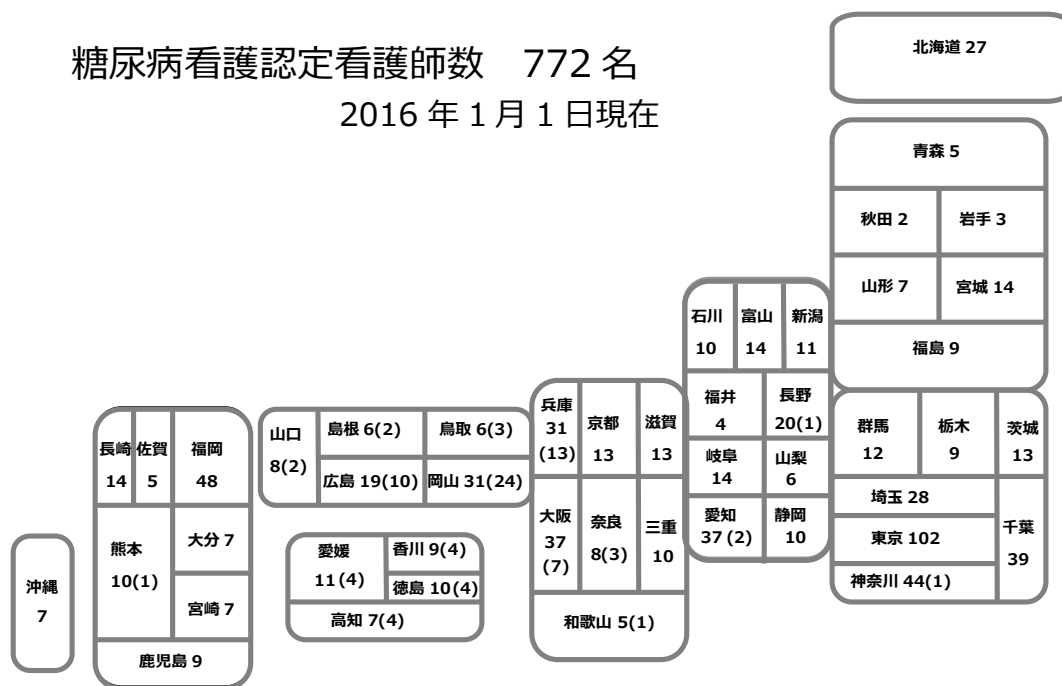 糖尿病看護認定看護師数　772 名
2016 年 1 月 1 日現在
北海道 27
青森 5
秋田 2
岩手 3
山形 7
宮城 14
福島 9
石川
10
富山
14
新潟
11
福井
4
長野
20(1)
岐阜
14
山梨
6
愛知
37 (2)
静岡
10
群馬
12
栃木
9
茨城
13
埼玉 28
東京 102
神奈川 44(1)
千葉
39
兵庫
31
(13)
京都
13
滋賀
13
大阪
37
(7)
奈良
8(3)
三重
10
和歌山 5(1)
山口
8(2)
島根 6(2)
鳥取 6(3)
広島 19(10)
岡山 31(24)
愛媛
11(4)
香川 9(4)
徳島 10(4)
高知 7(4)
長崎
14
佐賀
5
福岡
48
熊本
10(1)
大分 7
宮崎 7
鹿児島 9
沖縄
7